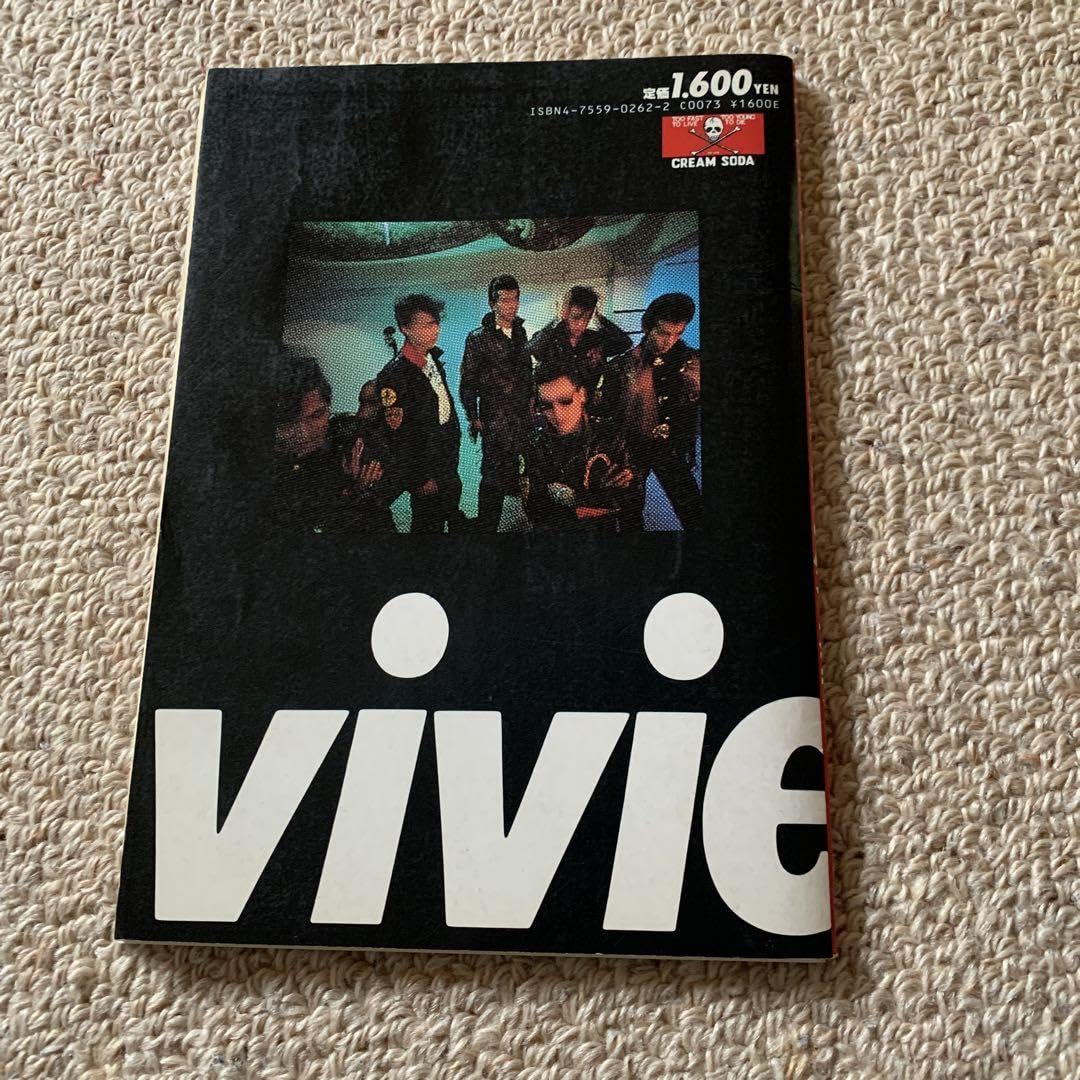 定価1.600YEN
ISBN4-7559-0262-2 C0073 ¥1600E
TOO FAST TOO YOUNG
TO LIVE TO DIE
CREAM SODA
vivie